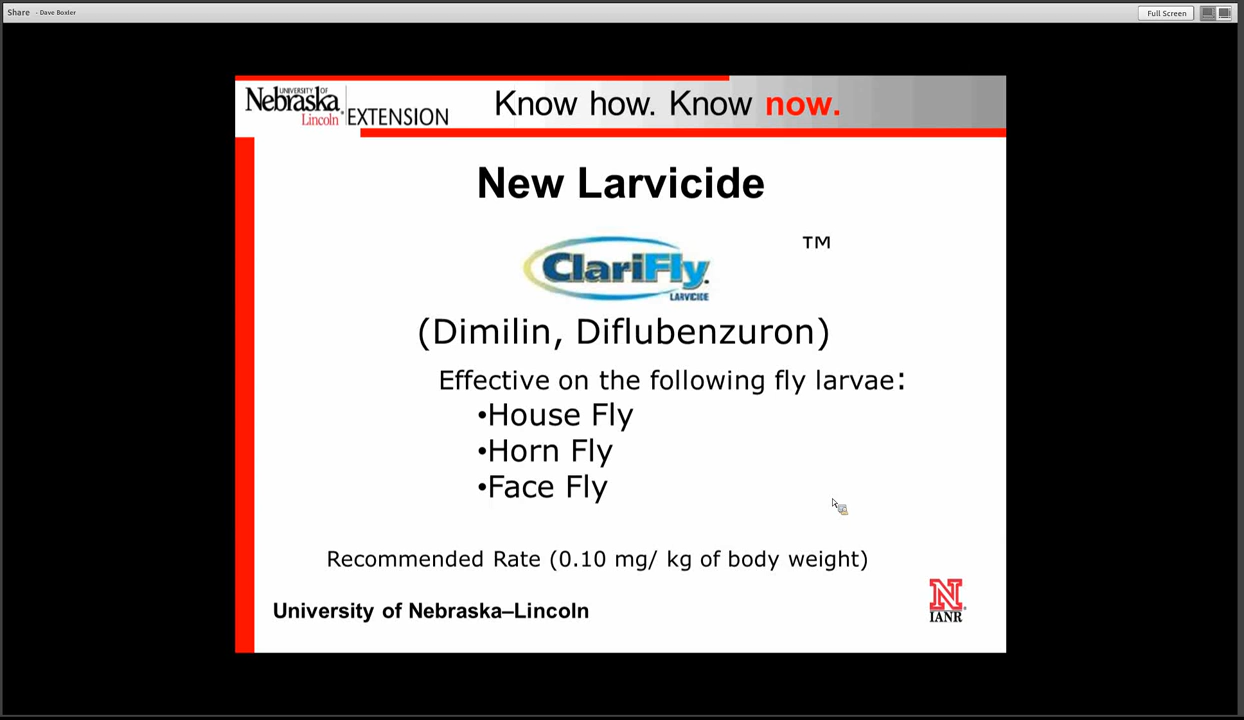 Share - Dave Boxler
Full Screen
UNIVERSITY OF
Nebraska
Lincoln
EXTENSION
Know how. Know now.
New Larvicide
TM
ClariFly.
LARVICIDE
(Dimilin, Diflubenzuron)
Effective on the following fly larvae:
•House Fly
•Horn Fly
•Face Fly
Recommended Rate (0.10 mg/ kg of body weight)
University of Nebraska–Lincoln
N
IANR